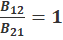 B₁₂/B₂₁ = 1